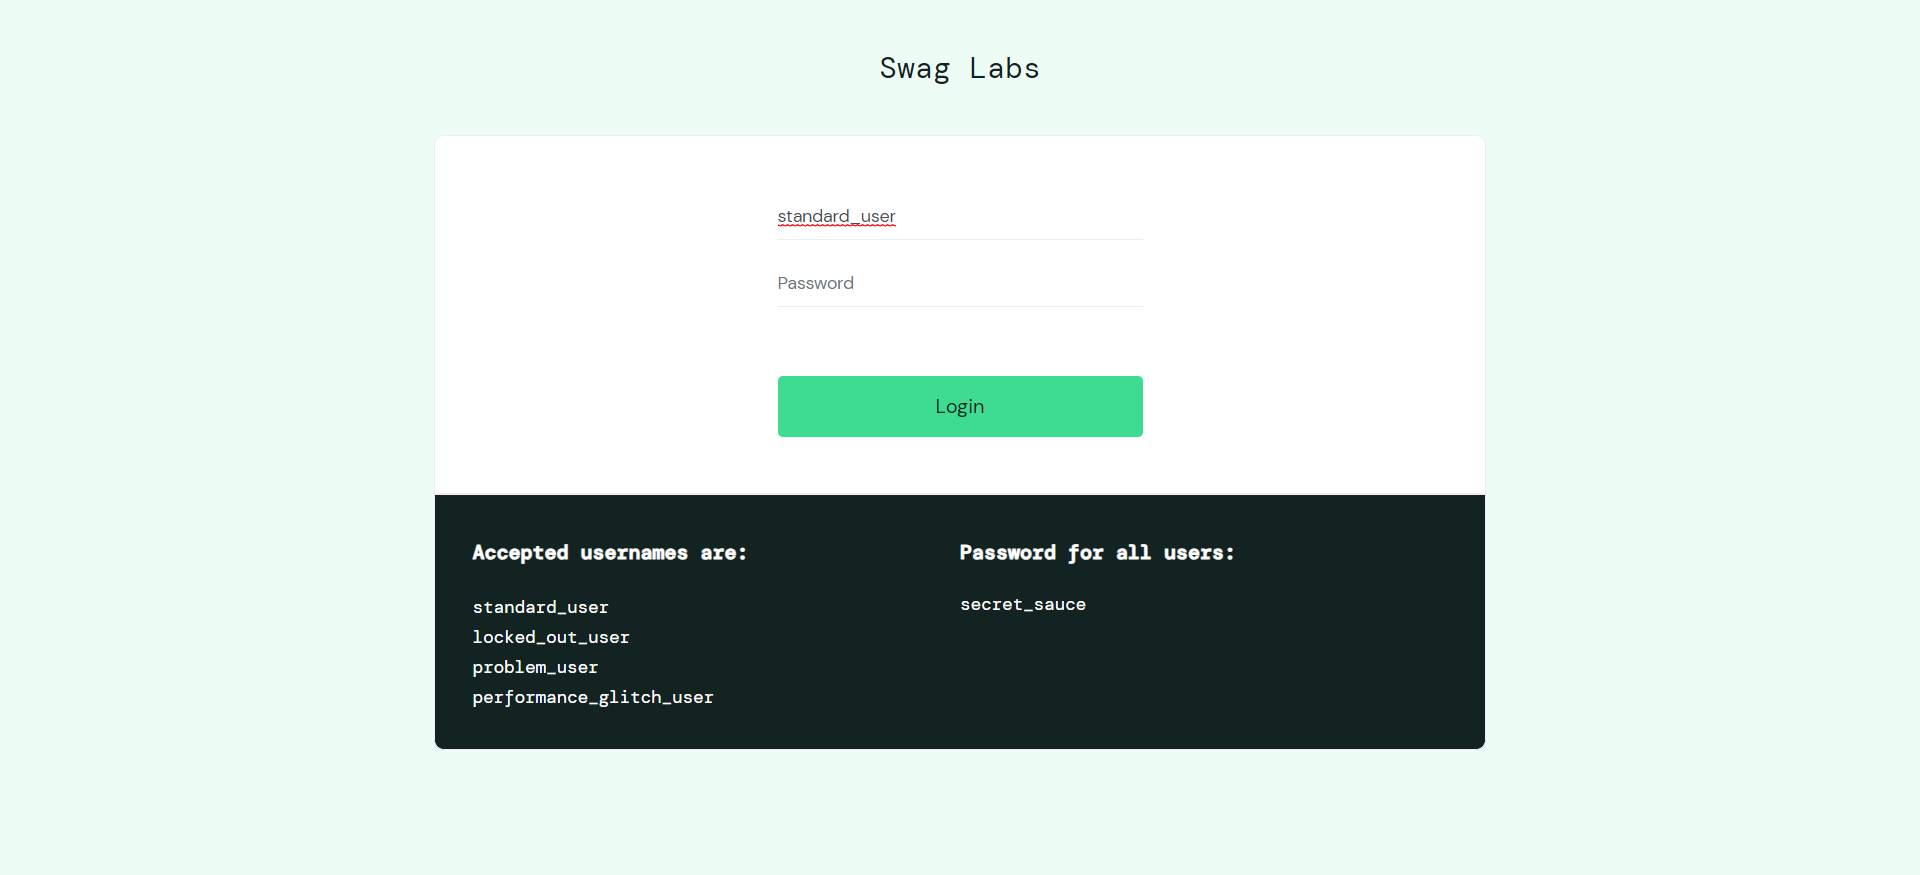 Swag Labs
standard_user
Password
Login
Accepted usernames are:
standard_user
locked_out_user
problem_user
performance_glitch_user
Password for all users:
secret_sauce